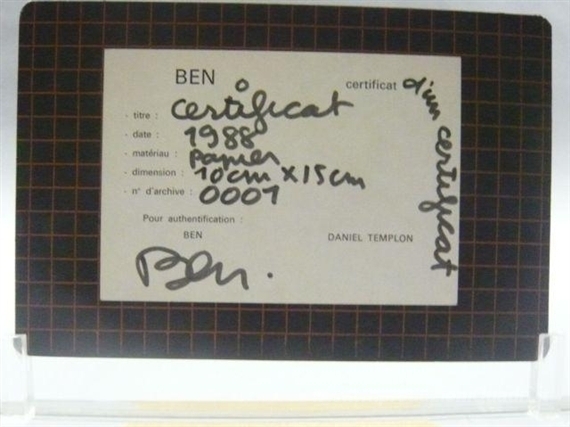 BEN
certificat d'un certificat
- titre : certificat
- date : 1988
- matériau : papier
- dimension : 10cm x 15cm
- n° d'archive : 0001
Pour authentification :
BEN DANIEL TEMPLON
Ben.